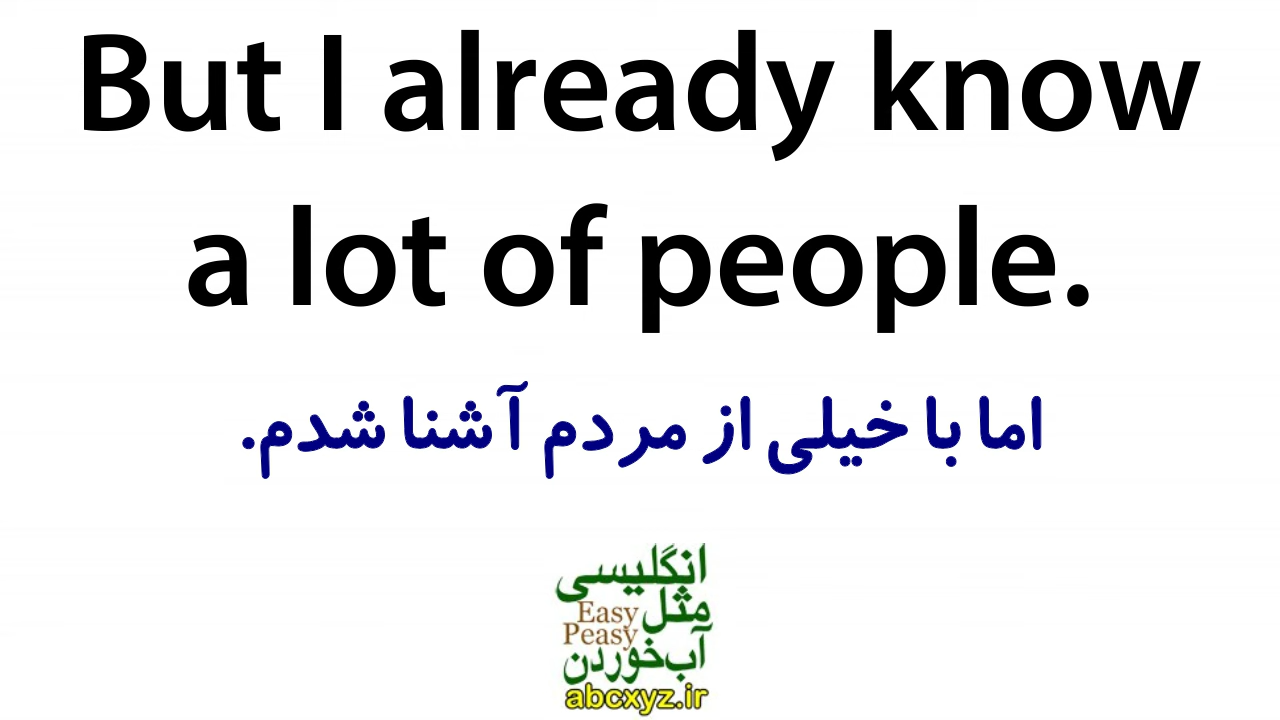 But I already know
a lot of people.
اما با خیلی از مردم آشنا شدم.
انگلیسی
مثل Easy
Peasy
آب‌خوردن
abcxyz.ir